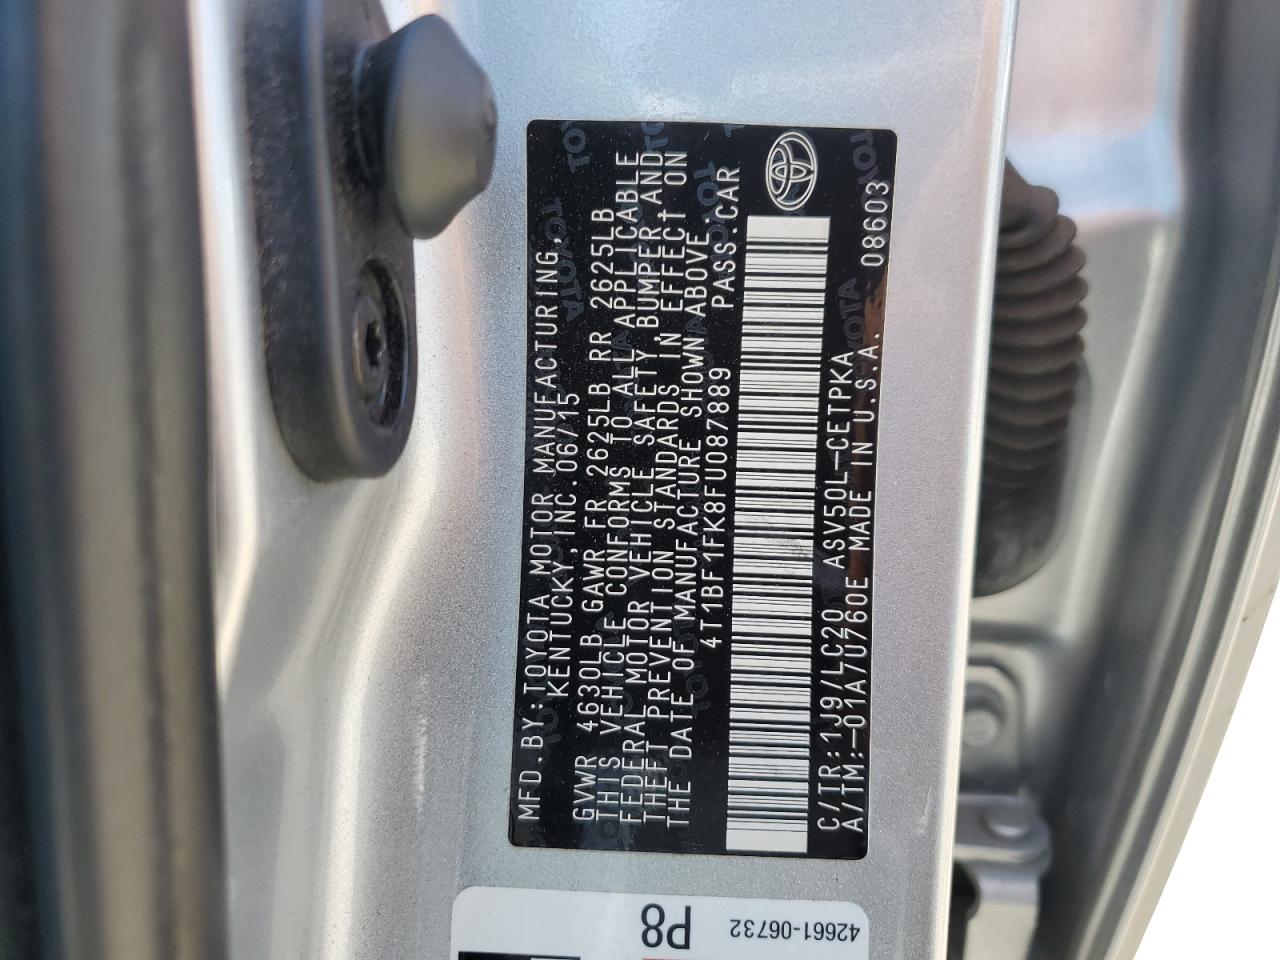 MFD.BY:TOYOTA MOTOR MANUFACTURING,
KENTUCKY,INC.06/15
GVWR 4630LB GAWR FR 2625LB RR 2625LB
THIS VEHICLE CONFORMS TO ALL APPLICABLE
FEDERAL MOTOR VEHICLE SAFETY,BUMPER,AND
THEFT PREVENTION STANDARDS IN EFFECT ON
THE DATE OF MANUFACTURE SHOWN ABOVE.
4T1BF1FK8FU087889 PASS.CAR
C/TR:1J9/LC20 ASV50L-CETPKA
A/TM:-01A/U760E MADE IN U.S.A. 08603
P8
42661-06732